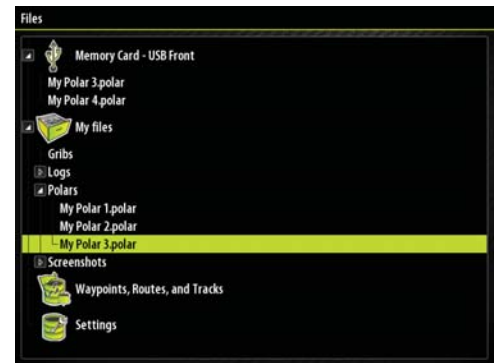 Files
Memory Card - USB Front
My Polar 3.polar
My Polar 4.polar
My files
Gribs
Logs
Polars
My Polar 1.polar
My Polar 2.polar
My Polar 3.polar
Screenshots
Waypoints, Routes, and Tracks
Settings